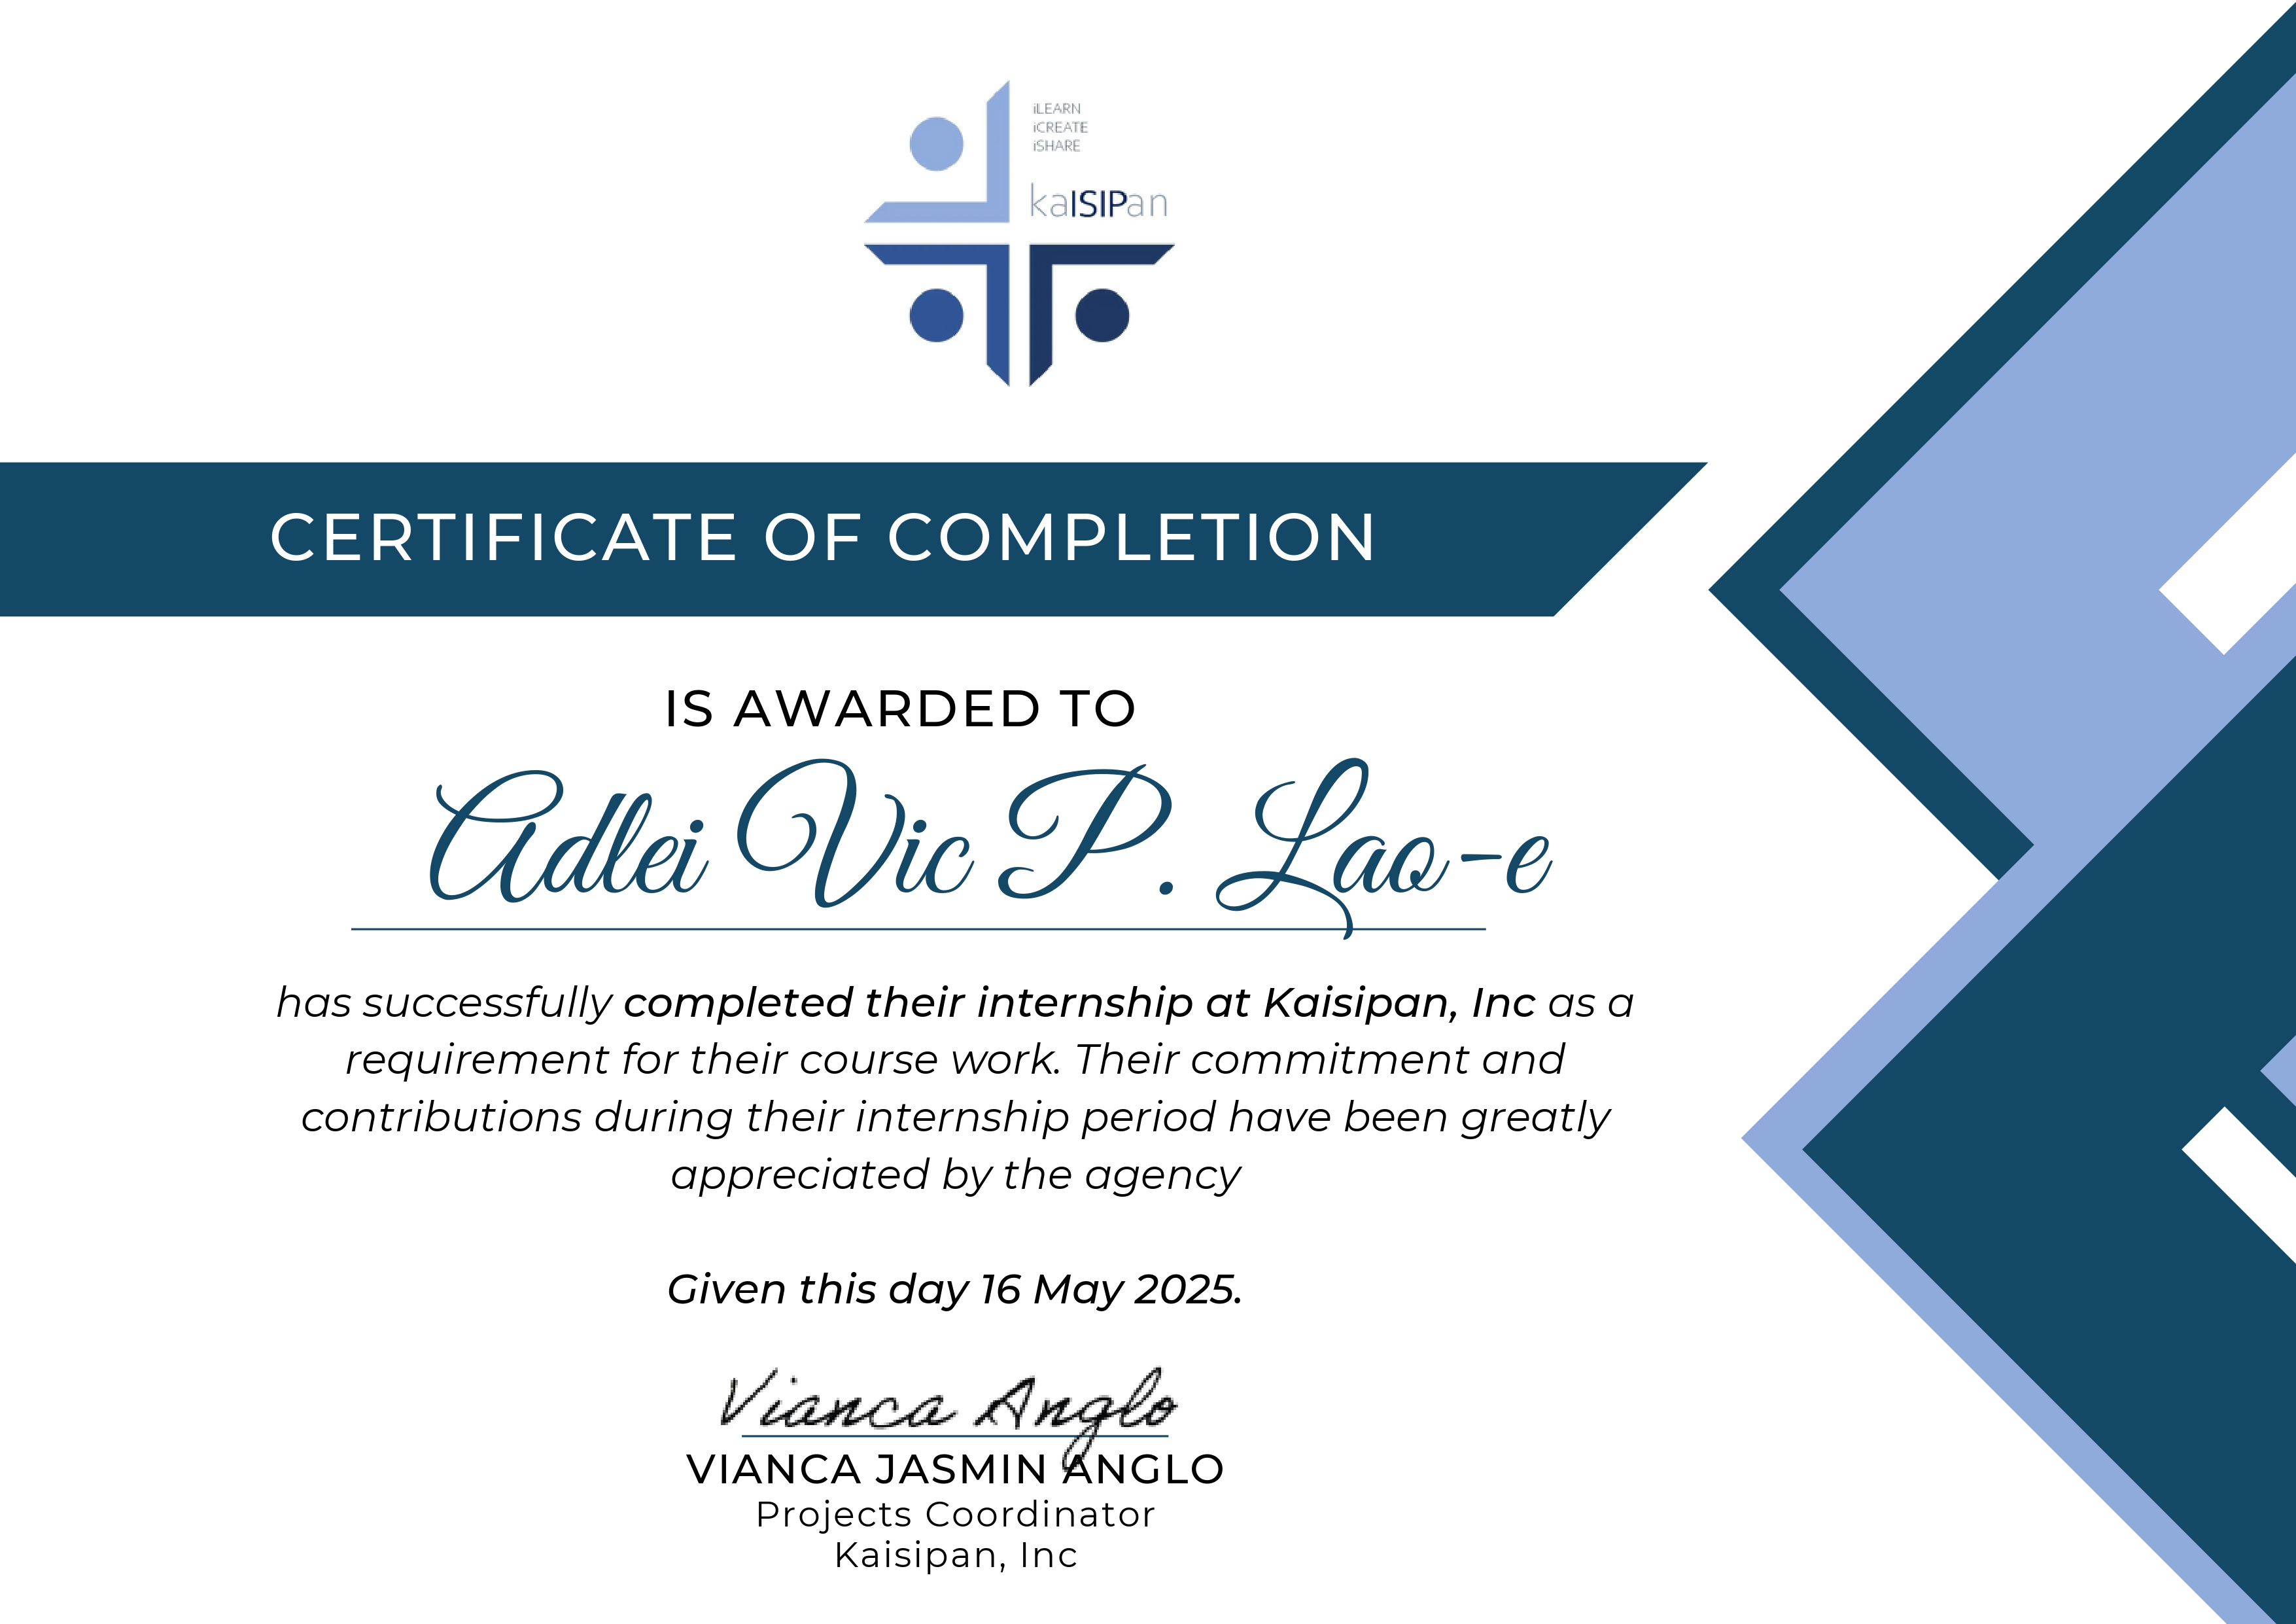 iLEARN
iCREATE
iSHARE
kaISIPan
CERTIFICATE OF COMPLETION
IS AWARDED TO
Adlei Vic P. Lao-e
has successfully completed their internship at Kaisipan, Inc as a
requirement for their course work. Their commitment and
contributions during their internship period have been greatly
appreciated by the agency
Given this day 16 May 2025.
Vianca Anglo
VIANCA JASMIN ANGLO
Projects Coordinator
Kaisipan, Inc